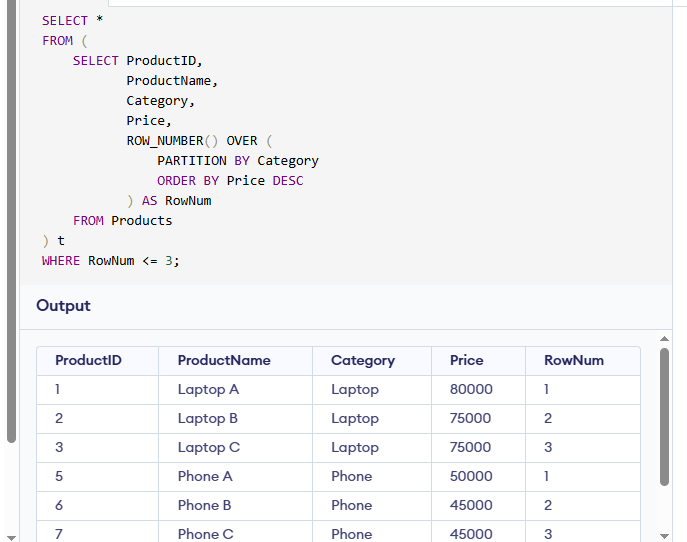 SELECT *
FROM (
SELECT ProductID,
ProductName,
Category,
Price,
ROW_NUMBER() OVER (
PARTITION BY Category
ORDER BY Price DESC
) AS RowNum
FROM Products
) t
WHERE RowNum <= 3;
Output
ProductID ProductName Category Price RowNum
1 Laptop A Laptop 80000 1
2 Laptop B Laptop 75000 2
3 Laptop C Laptop 75000 3
5 Phone A Phone 50000 1
6 Phone B Phone 45000 2
7 Phone C Phone 45000 3